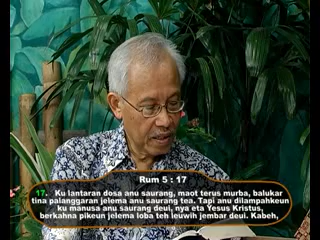 Rum 5 : 17
17. Ku lantaran dosa anu saurang, maot terus murba, balukar
tina palanggaran jelema anu saurang tea. Tapi anu dilampahkeun
ku manusa anu saurang deui, nya eta Yesus Kristus,
berkahna pikeun jelema loba teh leuwih jembar deui. Kabeh,